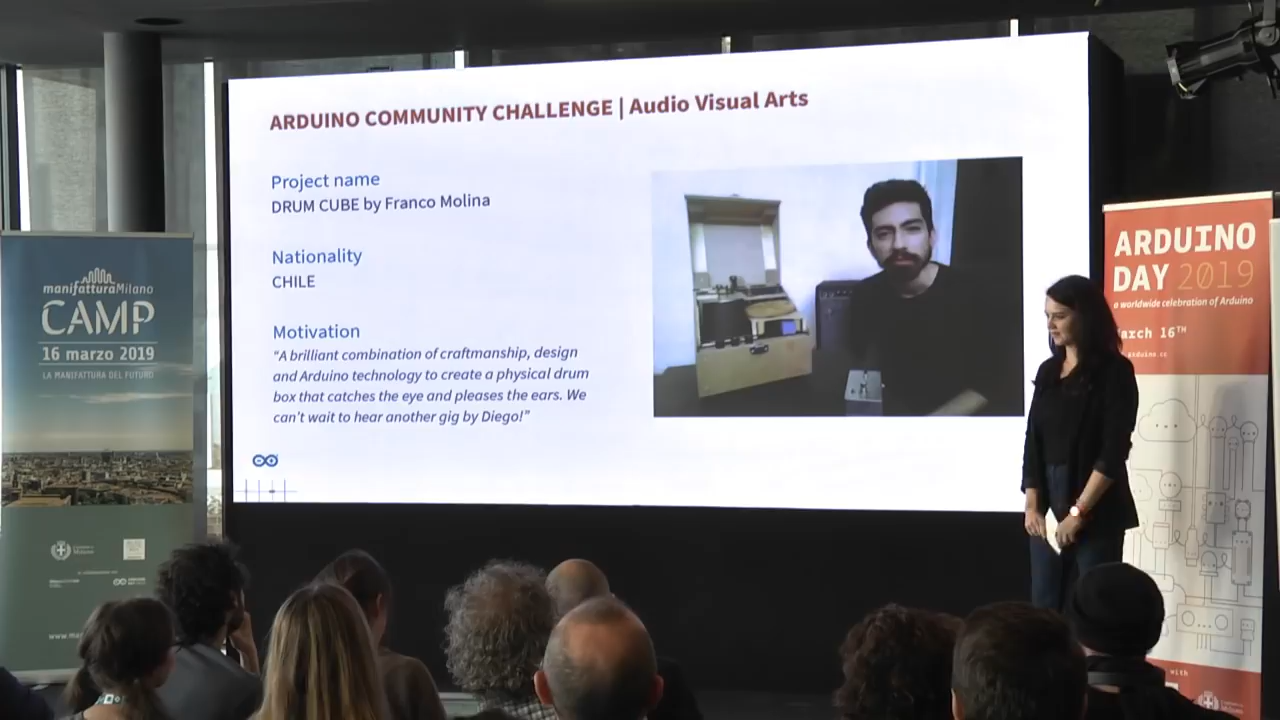 ARDUINO COMMUNITY CHALLENGE | Audio Visual Arts
Project name
DRUM CUBE by Franco Molina
Nationality
CHILE
Motivation
“A brilliant combination of craftmanship, design
and Arduino technology to create a physical drum
box that catches the eye and pleases the ears. We
can't wait to hear another gig by Diego!”
manifatturaMilano
CAMP
16 marzo 2019
LA MANIFATTURA DEL FUTURO
www.
ARDUINO
DAY 2019
a worldwide celebration of Arduino
March 16TH
with